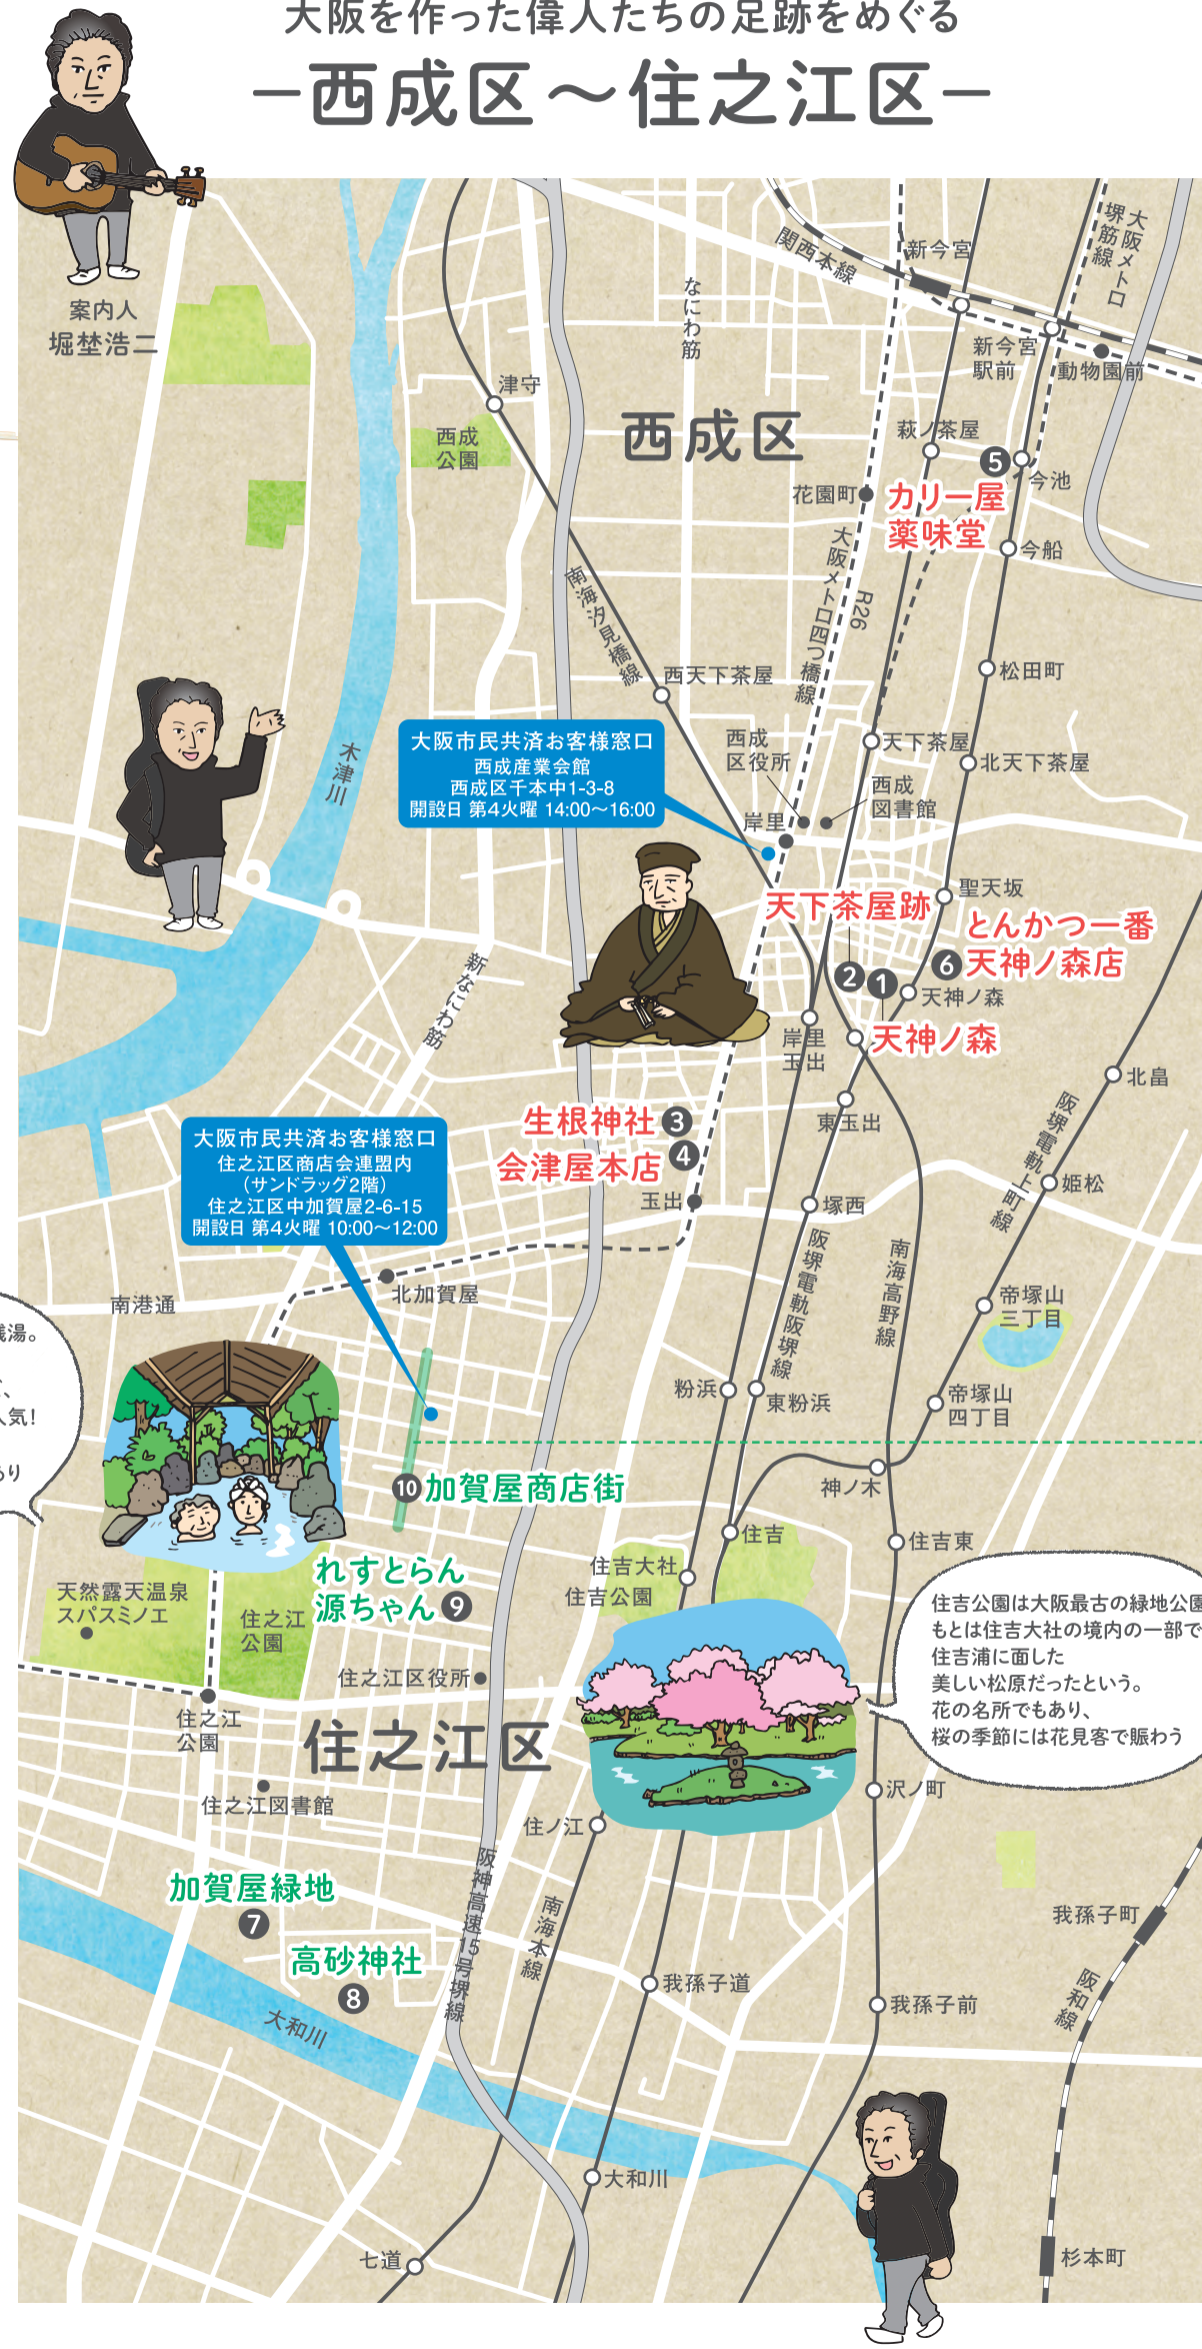 大阪を作った偉人たちの足跡をめぐる
－西成区～住之江区－
案内人
堀埜浩二
関西本線
新今宮
大阪メトロ
堺筋線
なにわ筋
新今宮
駅前
動物園前
津守
西成
公園
西成区
萩ノ茶屋
5
今池
花園町
カリー屋
薬味堂
今船
大阪メトロ四つ橋線
R26
南海汐見橋線
西天下茶屋
松田町
木津川
大阪市民共済お客様窓口
西成産業会館
西成区千本中1-3-8
開設日 第4火曜 14:00～16:00
西成
区役所
天下茶屋
北天下茶屋
西成
図書館
岸里
聖天坂
天下茶屋跡
とんかつ一番
天神ノ森店
6
2
1
天神ノ森
新なにわ筋
岸里
玉出
天神ノ森
北畠
生根神社
3
会津屋本店
4
東玉出
阪堺電軌上町線
大阪市民共済お客様窓口
住之江区商店会連盟内
(サンドラッグ2階)
住之江区中加賀屋2-6-15
開設日 第4火曜 10:00～12:00
玉出
塚西
姫松
阪堺電軌阪堺線
南海高野線
南港通
北加賀屋
帝塚山
三丁目
銭湯。
、
人気!
あり
粉浜
東粉浜
帝塚山
四丁目
10
加賀屋商店街
神ノ木
住吉
住吉東
れすとらん
源ちゃん
9
住吉大社
住吉公園
天然露天温泉
スパスミノエ
住之江
公園
住吉公園は大阪最古の緑地公園
もとは住吉大社の境内の一部で
住吉浦に面した
美しい松原だったという。
花の名所でもあり、
桜の季節には花見客で賑わう
住之江区役所
住之江
公園
住之江区
沢ノ町
住之江図書館
住ノ江
阪神高速15号堺線
南海本線
加賀屋緑地
7
高砂神社
8
我孫子町
阪和線
我孫子道
我孫子前
大和川
大和川
七道
杉本町